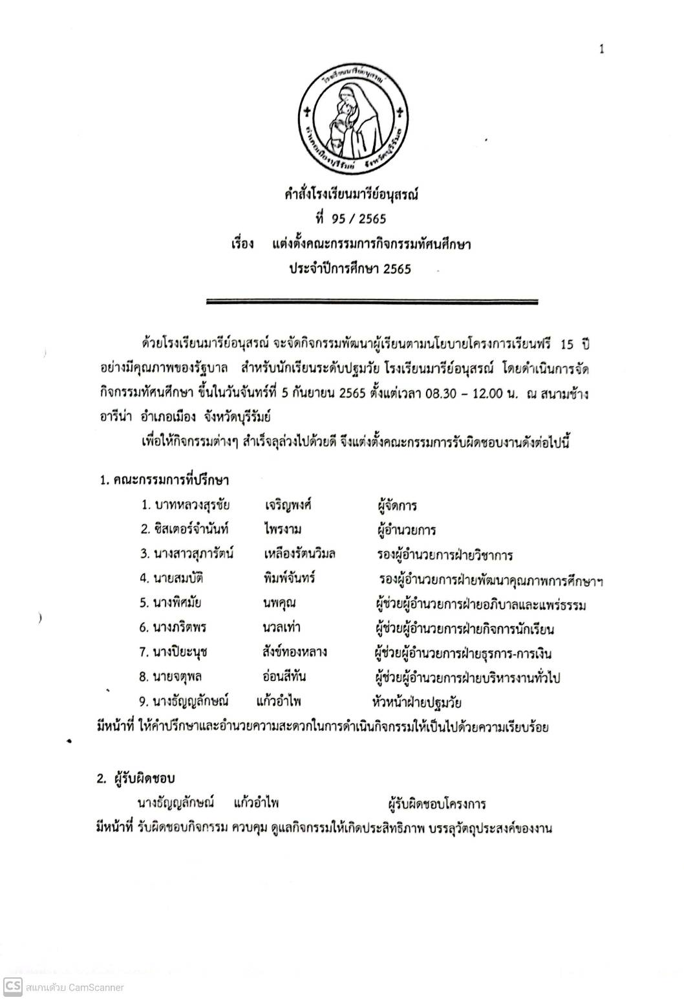 1
โรงเรียนมารีย์อนุสรณ์
อำเภอเมืองบุรีรัมย์ จังหวัดบุรีรัมย์
คำสั่งโรงเรียนมารีย์อนุสรณ์
ที่ 95 / 2565
เรื่อง แต่งตั้งคณะกรรมการกิจกรรมทัศนศึกษา
ประจำปีการศึกษา 2565
ด้วยโรงเรียนมารีย์อนุสรณ์ จะจัดกิจกรรมพัฒนาผู้เรียนตามนโยบายโครงการเรียนฟรี 15 ปี
อย่างมีคุณภาพของรัฐบาล สำหรับนักเรียนระดับปฐมวัย โรงเรียนมารีย์อนุสรณ์ โดยดำเนินการจัด
กิจกรรมทัศนศึกษา ขึ้นในวันจันทร์ที่ 5 กันยายน 2565 ตั้งแต่เวลา 08.30 – 12.00 น. ณ สนามช้าง
อารีน่า อำเภอเมือง จังหวัดบุรีรัมย์
เพื่อให้กิจกรรมต่างๆ สำเร็จลุล่วงไปด้วยดี จึงแต่งตั้งคณะกรรมการรับผิดชอบงานดังต่อไปนี้
1. คณะกรรมการที่ปรึกษา
1. บาทหลวงสุรชัย เจริญพงศ์ ผู้จัดการ
2. ซิสเตอร์จำนันท์ ไพรงาม ผู้อำนวยการ
3. นางสาวสุภารัตน์ เหลืองรัตนวิมล รองผู้อำนวยการฝ่ายวิชาการ
4. นายสมบัติ พิมพ์จันทร์ รองผู้อำนวยการฝ่ายพัฒนาคุณภาพการศึกษาฯ
5. นางพิศมัย นพคุณ ผู้ช่วยผู้อำนวยการฝ่ายอภิบาลและแพร่ธรรม
6. นางภริตพร นวลเท่า ผู้ช่วยผู้อำนวยการฝ่ายกิจการนักเรียน
7. นางปิยะนุช สังข์ทองหลาง ผู้ช่วยผู้อำนวยการฝ่ายธุรการ-การเงิน
8. นายจตุพล อ่อนสีทัน ผู้ช่วยผู้อำนวยการฝ่ายบริหารงานทั่วไป
9. นางธัญญลักษณ์ แก้วอำไพ หัวหน้าฝ่ายปฐมวัย
มีหน้าที่ ให้คำปรึกษาและอำนวยความสะดวกในการดำเนินกิจกรรมให้เป็นไปด้วยความเรียบร้อย
2. ผู้รับผิดชอบ
นางธัญญลักษณ์ แก้วอำไพ ผู้รับผิดชอบโครงการ
มีหน้าที่ รับผิดชอบกิจกรรม ควบคุม ดูแลกิจกรรมให้เกิดประสิทธิภาพ บรรลุวัตถุประสงค์ของงาน
CS สแกนด้วย CamScanner